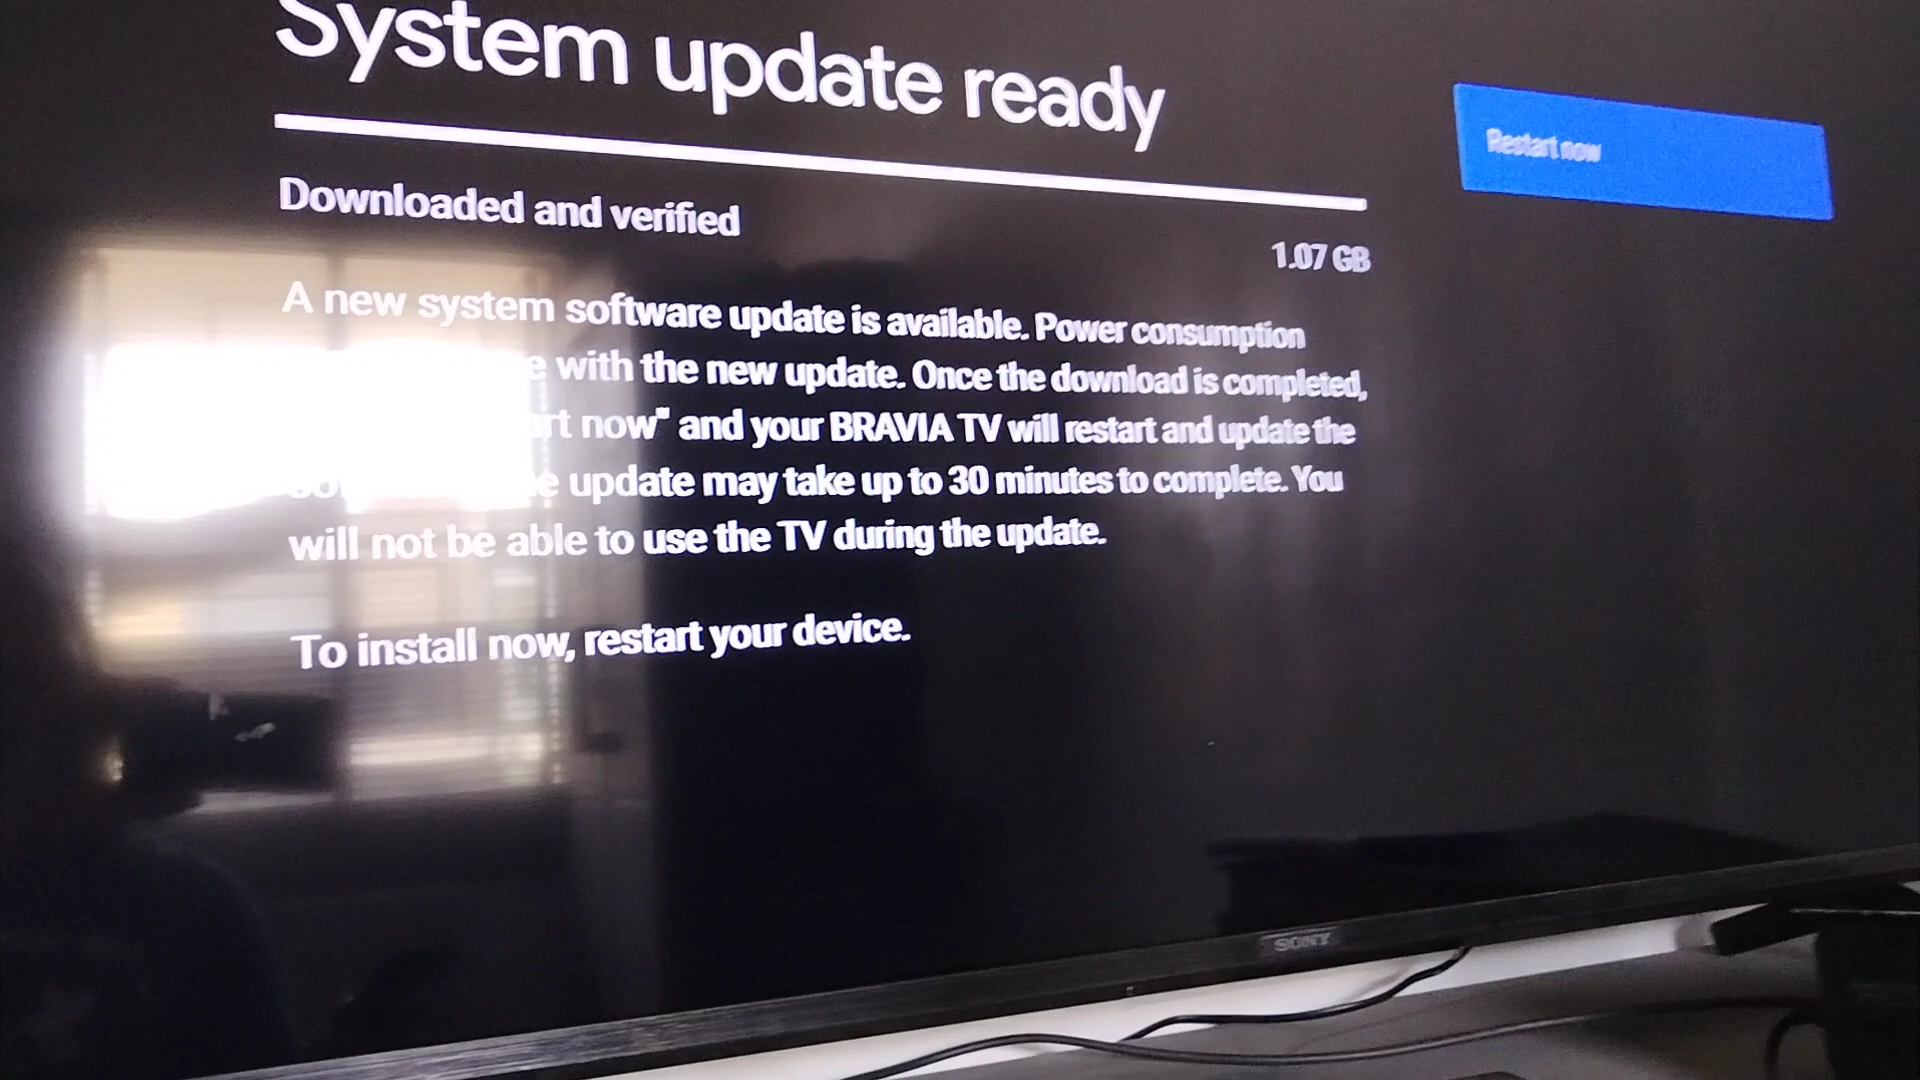 System update ready
Restart now
Downloaded and verified
1.07 GB
A new system software update is available. Power consumption
with the new update. Once the download is completed,
now" and your BRAVIA TV will restart and update the
update may take up to 30 minutes to complete. You
will not be able to use the TV during the update.
To install now, restart your device.
SONY